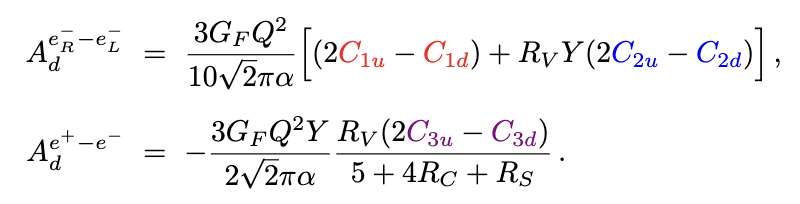 A_d^{e_R^- - e_L^-} = \frac{3G_F Q^2}{10\sqrt{2}\pi\alpha} \Big[ (2C_{1u} - C_{1d}) + R_V Y (2C_{2u} - C_{2d}) \Big] ,
A_d^{e^+ - e^-} = - \frac{3G_F Q^2 Y}{2\sqrt{2}\pi\alpha} \frac{R_V (2C_{3u} - C_{3d})}{5 + 4R_C + R_S} .